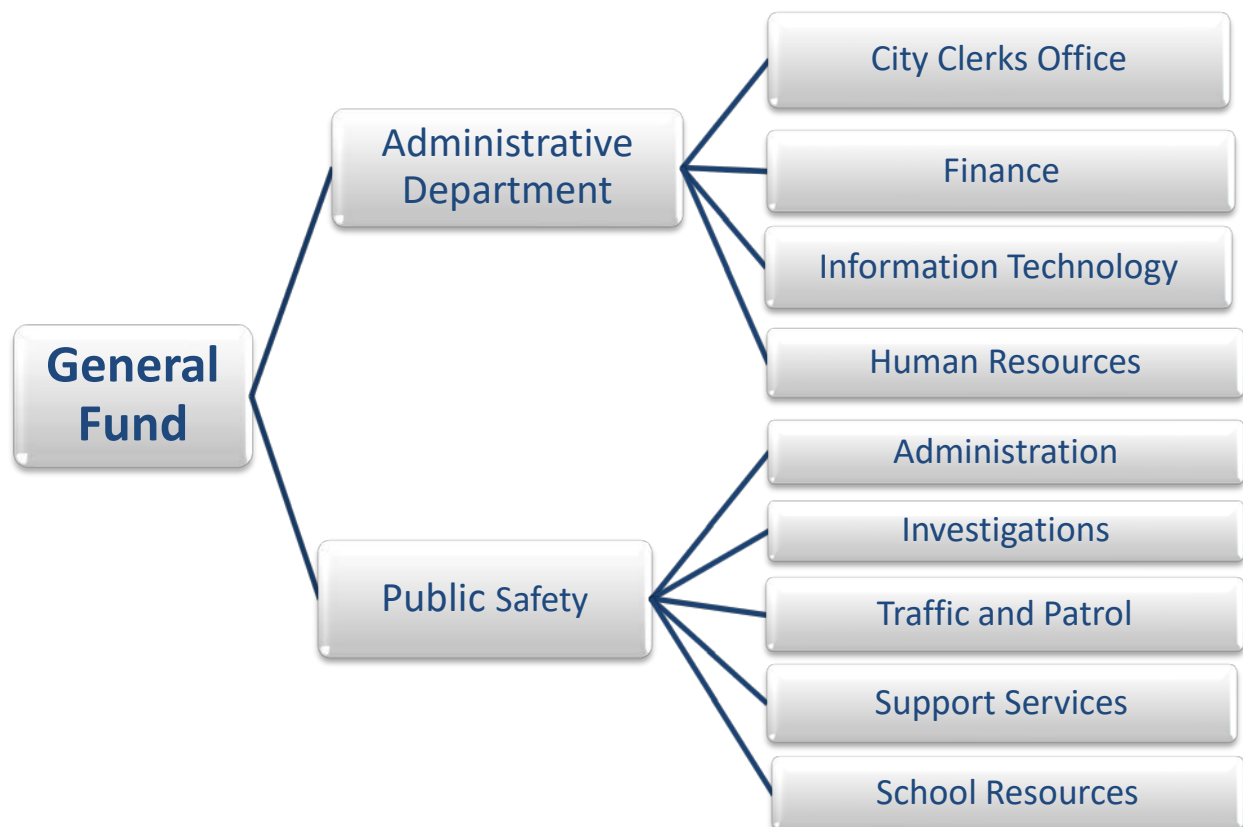 General
Fund
Administrative
Department
City Clerks Office
Finance
Information Technology
Human Resources
Public Safety
Administration
Investigations
Traffic and Patrol
Support Services
School Resources